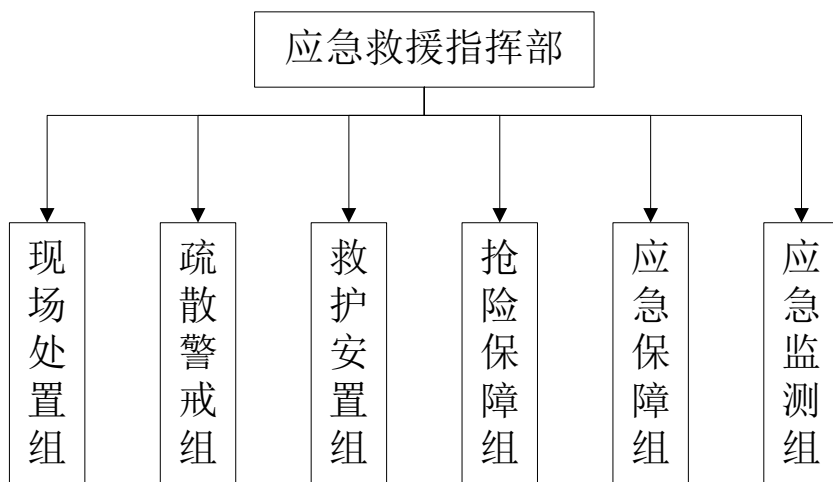 应急救援指挥部
现场处置组
疏散警戒组
救护安置组
抢险保障组
应急保障组
应急监测组